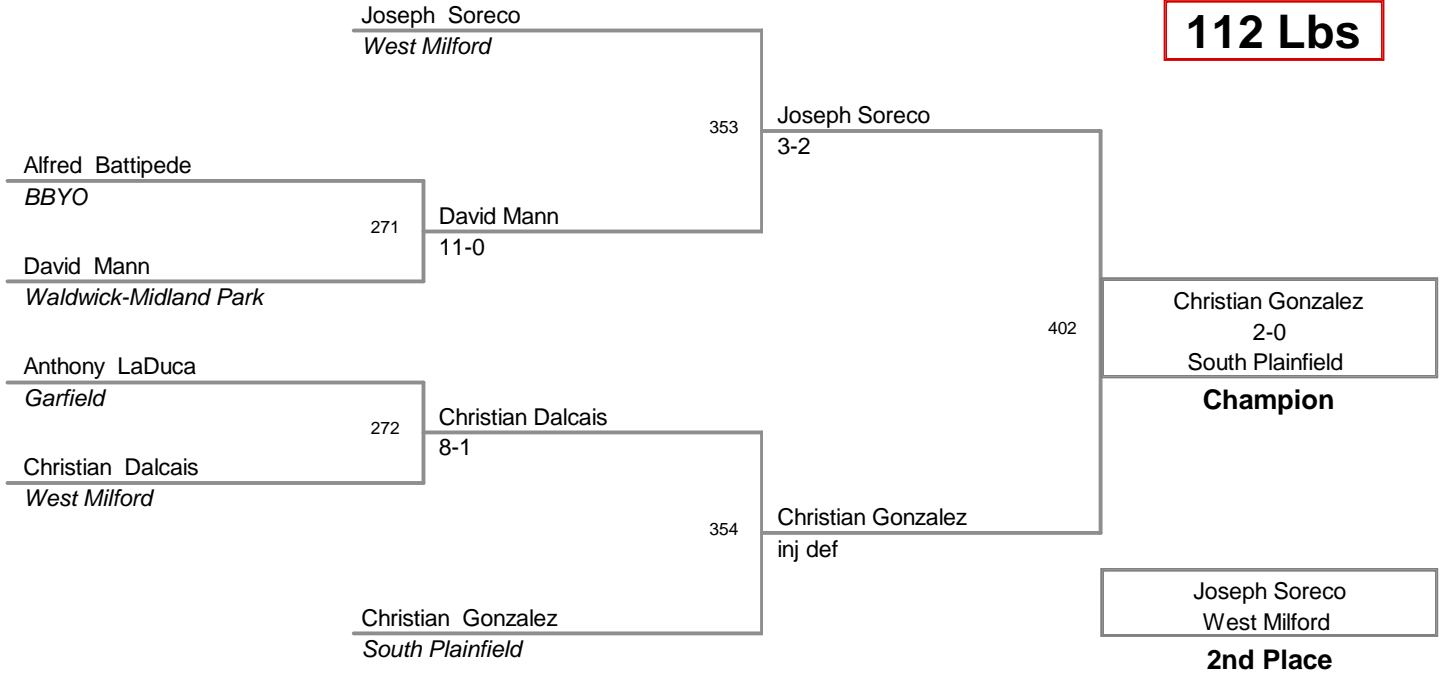 112 Lbs
Joseph Soreco
West Milford
353
Joseph Soreco
3-2
Alfred Battipede
BBYO
271
David Mann
11-0
David Mann
Waldwick-Midland Park
402
Christian Gonzalez
2-0
South Plainfield
Champion
Anthony LaDuca
Garfield
272
Christian Dalcais
8-1
Christian Dalcais
West Milford
354
Christian Gonzalez
inj def
Christian Gonzalez
South Plainfield
Joseph Soreco
West Milford
2nd Place